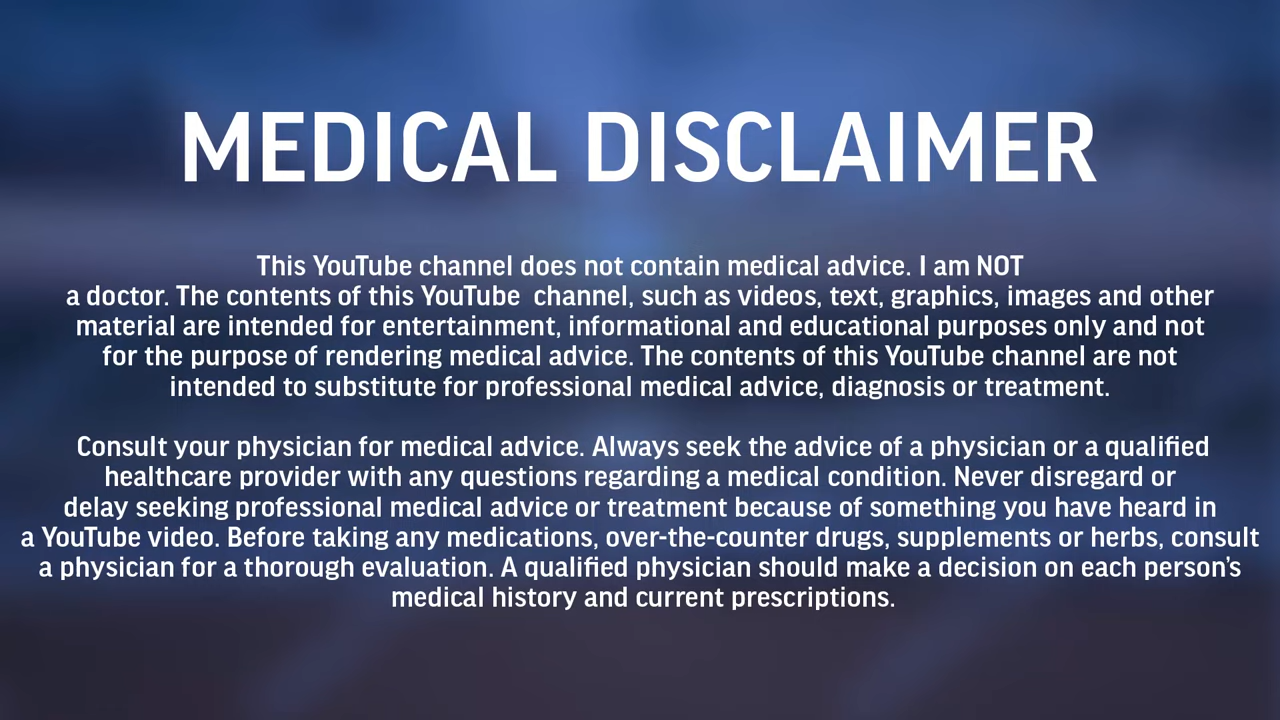 MEDICAL DISCLAIMER
This YouTube channel does not contain medical advice. I am NOT
a doctor. The contents of this YouTube  channel, such as videos, text, graphics, images and other
material are intended for entertainment, informational and educational purposes only and not
for the purpose of rendering medical advice. The contents of this YouTube channel are not
intended to substitute for professional medical advice, diagnosis or treatment.
Consult your physician for medical advice. Always seek the advice of a physician or a qualified
healthcare provider with any questions regarding a medical condition. Never disregard or
delay seeking professional medical advice or treatment because of something you have heard in
a YouTube video. Before taking any medications, over-the-counter drugs, supplements or herbs, consult
a physician for a thorough evaluation. A qualified physician should make a decision on each person's
medical history and current prescriptions.